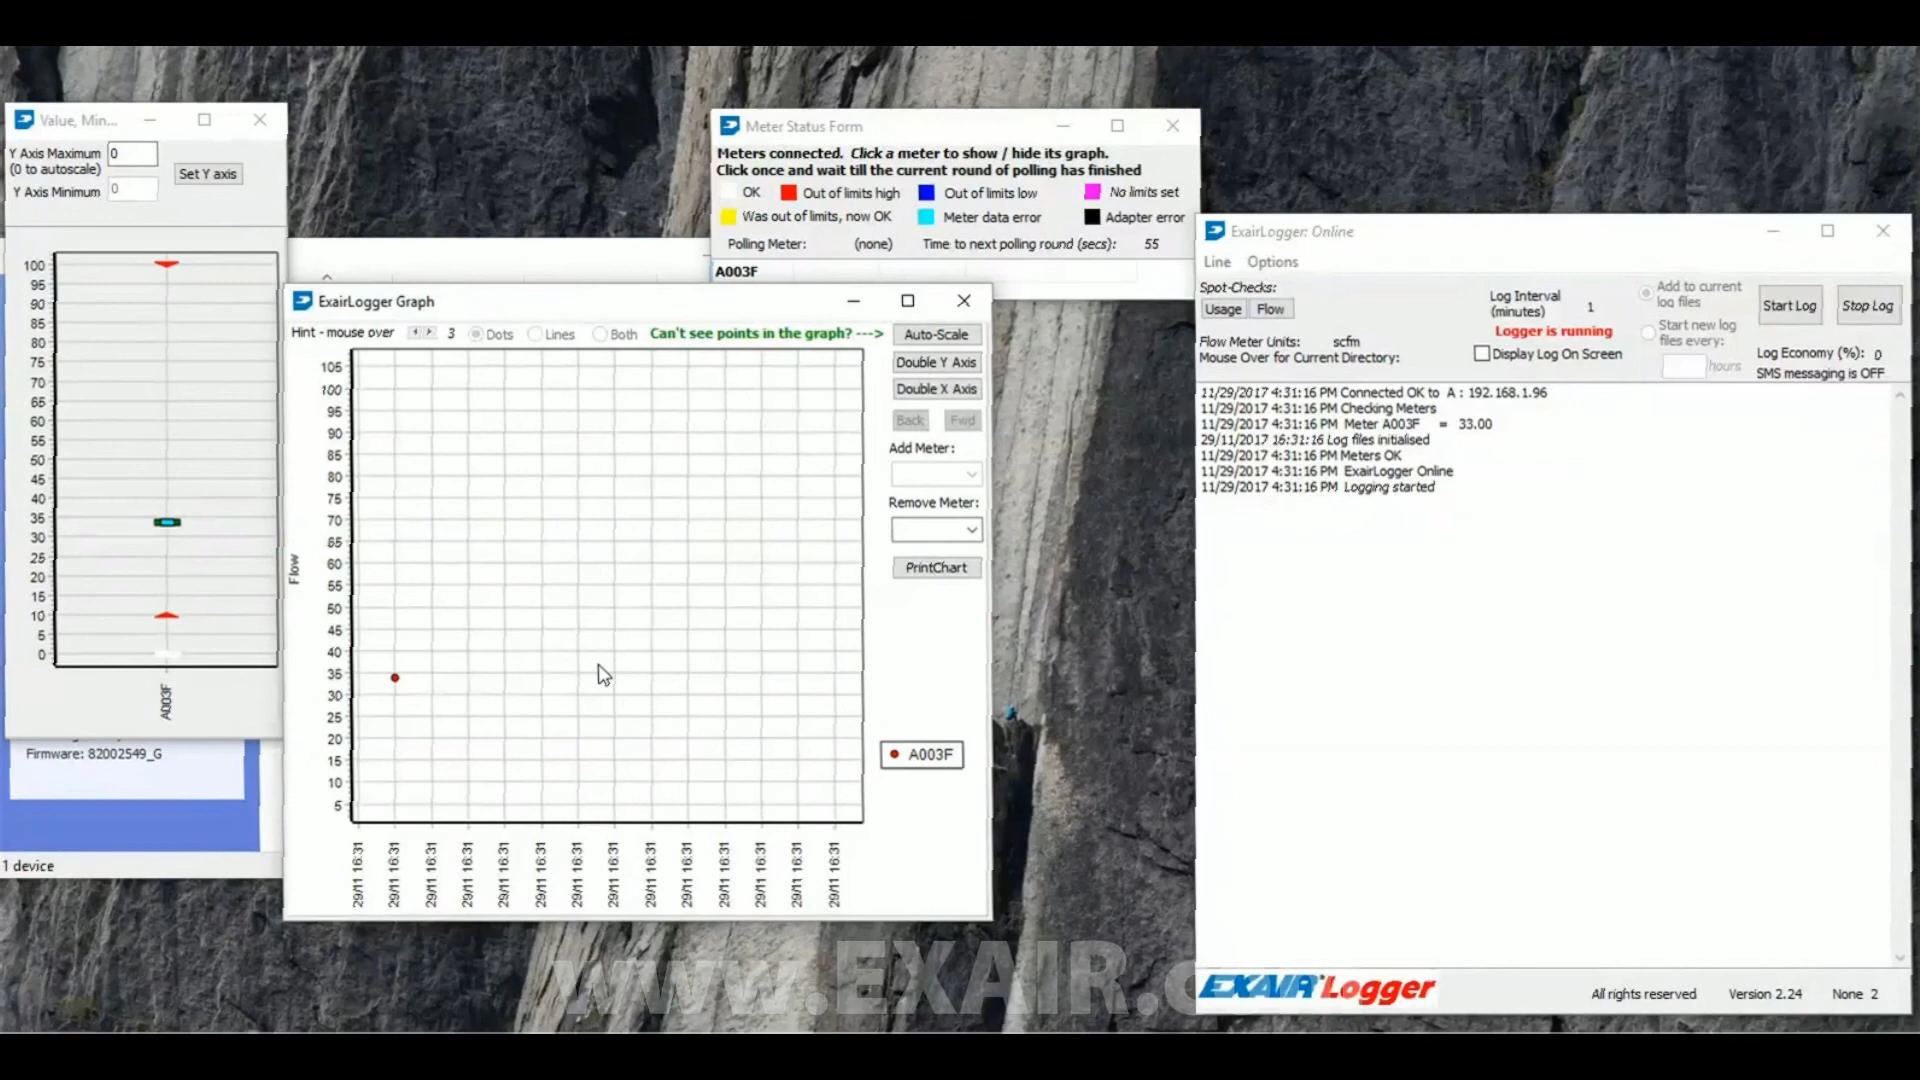 Value, Min...
Y Axis Maximum 0
(0 to autoscale)
Set Y axis
Y Axis Minimum 0
100
95
90
85
80
75
70
65
60
55
50
45
40
35
30
25
20
15
10
5
0
A003F
Firmware: 82002549_G
1 device
Meter Status Form
Meters connected. Click a meter to show / hide its graph.
Click once and wait till the current round of polling has finished
OK Out of limits high Out of limits low No limits set
Was out of limits, now OK Meter data error Adapter error
Polling Meter: (none) Time to next polling round (secs): 55
A003F
ExairLogger Graph
Hint - mouse over 3 Dots Lines Both Can't see points in the graph? --->
Auto-Scale
Double Y Axis
Double X Axis
Back Fwd
Add Meter:
Remove Meter:
PrintChart
Flow
105
100
95
90
85
80
75
70
65
60
55
50
45
40
35
30
25
20
15
10
5
29/11 16:31
29/11 16:31
29/11 16:31
29/11 16:31
29/11 16:31
29/11 16:31
29/11 16:31
29/11 16:31
29/11 16:31
29/11 16:31
29/11 16:31
29/11 16:31
29/11 16:31
29/11 16:31
A003F
ExairLogger: Online
Line Options
Spot-Checks:
Usage Flow
Flow Meter Units: scfm
Mouse Over for Current Directory:
Log Interval
(minutes) 1
Logger is running
Display Log On Screen
Add to current
log files
Start new log
files every:
hours
Start Log Stop Log
Log Economy (%): 0
SMS messaging is OFF
11/29/2017 4:31:16 PM Connected OK to A : 192.168.1.96
11/29/2017 4:31:16 PM Checking Meters
11/29/2017 4:31:16 PM Meter A003F = 33.00
29/11/2017 16:31:16 Log files initialised
11/29/2017 4:31:16 PM Meters OK
11/29/2017 4:31:16 PM ExairLogger Online
11/29/2017 4:31:16 PM Logging started
EXAIR Logger
All rights reserved Version 2.24 None 2
www.EXAIR.c